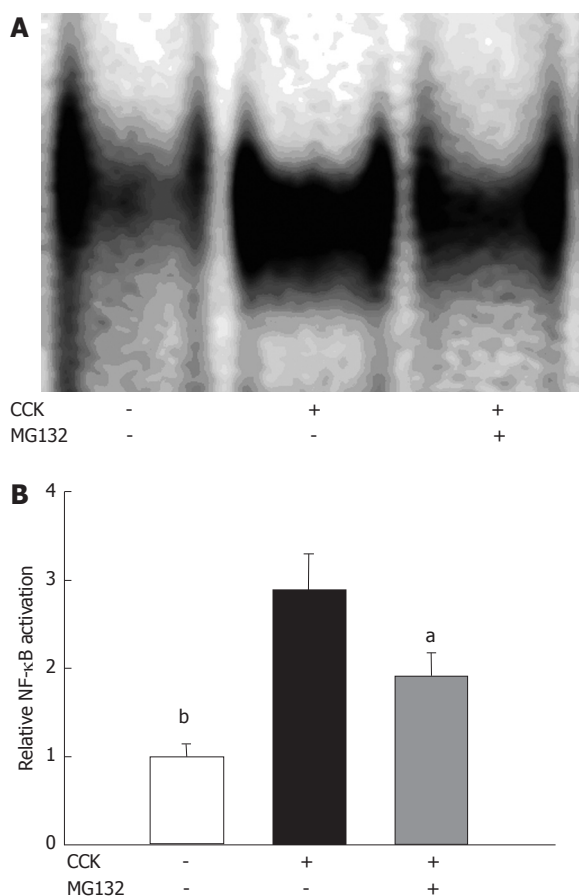 A
CCK - + +
MG132 - - +
B
Relative NF-κB activation
4
3
2
1
0
b
a
CCK - + +
MG132 - - +